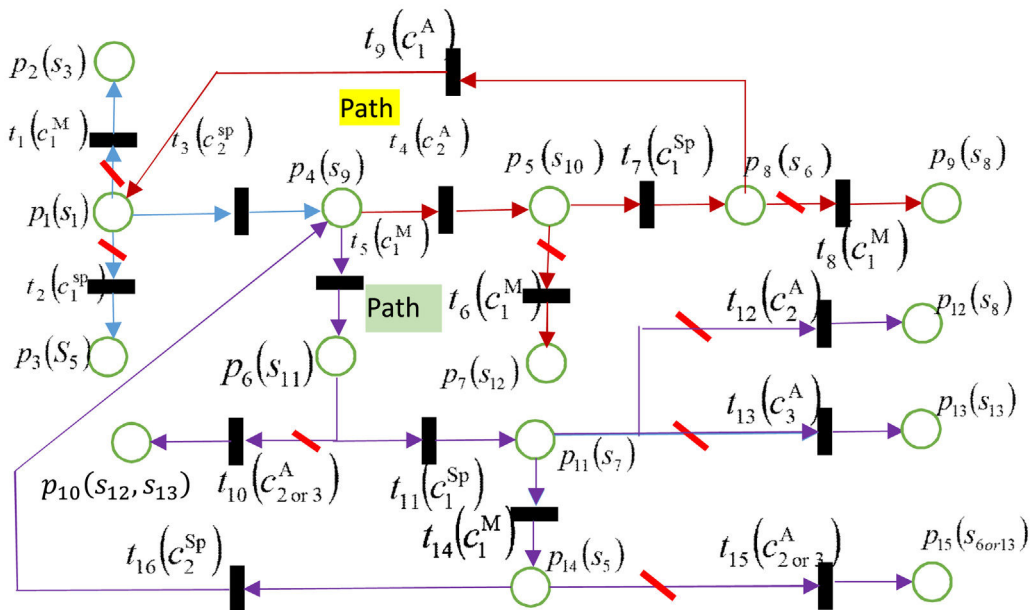 t₉(c₁ᴬ)
p₂(s₃)
Path
t₁(c₁ᴹ)
t₃(c₂ˢᵖ)
t₄(c₂ᴬ)
p₄(s₉)
p₅(s₁₀)
t₇(c₁ˢᵖ)
p₈(s₆)
p₉(s₈)
p₁(s₁)
t₅(c₁ᴹ)
t₈(c₁ᴹ)
t₂(c₁ˢᵖ)
Path
t₆(c₁ᴹ)
t₁₂(c₂ᴬ)
p₁₂(s₈)
p₃(S₅)
p₆(s₁₁)
p₇(s₁₂)
t₁₃(c₃ᴬ)
p₁₃(s₁₃)
p₁₀(s₁₂, s₁₃)
t₁₀(c₂ ₒᵣ ₃ᴬ)
t₁₁(c₁ˢᵖ)
p₁₁(s₇)
t₁₄(c₁ᴹ)
t₁₆(c₂ˢᵖ)
p₁₄(s₅)
t₁₅(c₂ ₒᵣ ₃ᴬ)
p₁₅(s₆ₒᵣ₁₃)